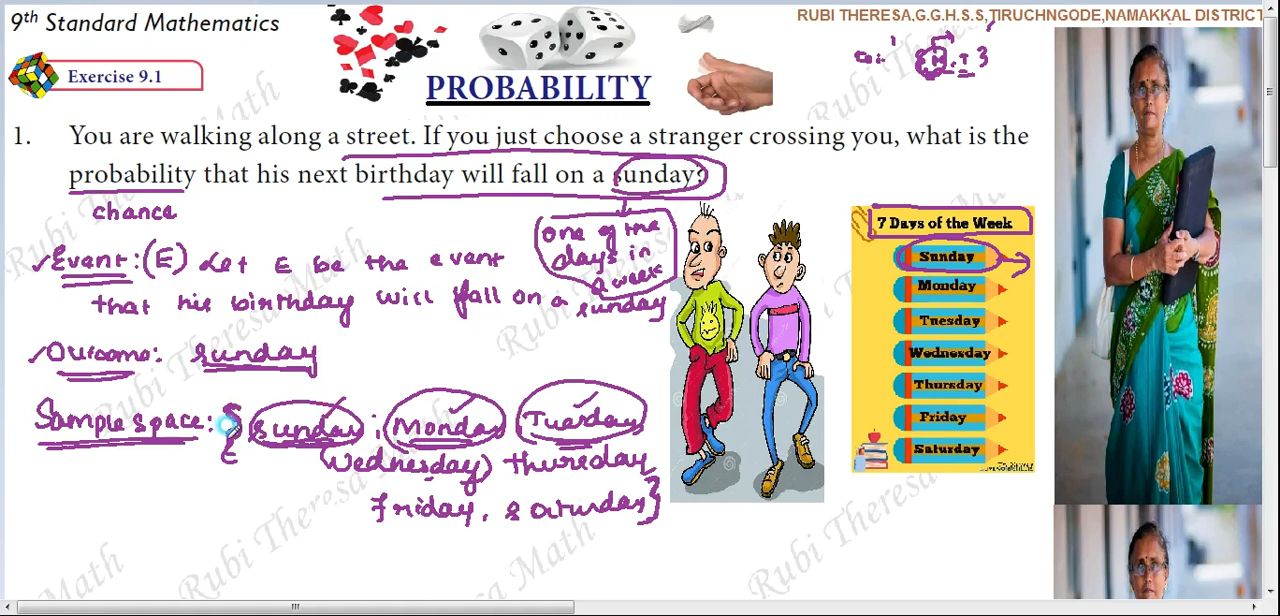 9th Standard Mathematics
RUBI THERESA,G.G.H.S.S,TIRUCHNGODE,NAMAKKAL DISTRICT
Exercise 9.1
PROBABILITY
1. You are walking along a street. If you just choose a stranger crossing you, what is the
probability that his next birthday will fall on a sunday?
chance
one of the
days in
a week
Event: (E) Let E be the event
that his birthday will fall on a sunday
Outcome: sunday
Sample space: { sunday, Monday, Tuesday
Wednesday, thursday,
friday, saturday}
7 Days of the Week
Sunday
Monday
Tuesday
Wednesday
Thursday
Friday
Saturday
Rubi Theresa Math